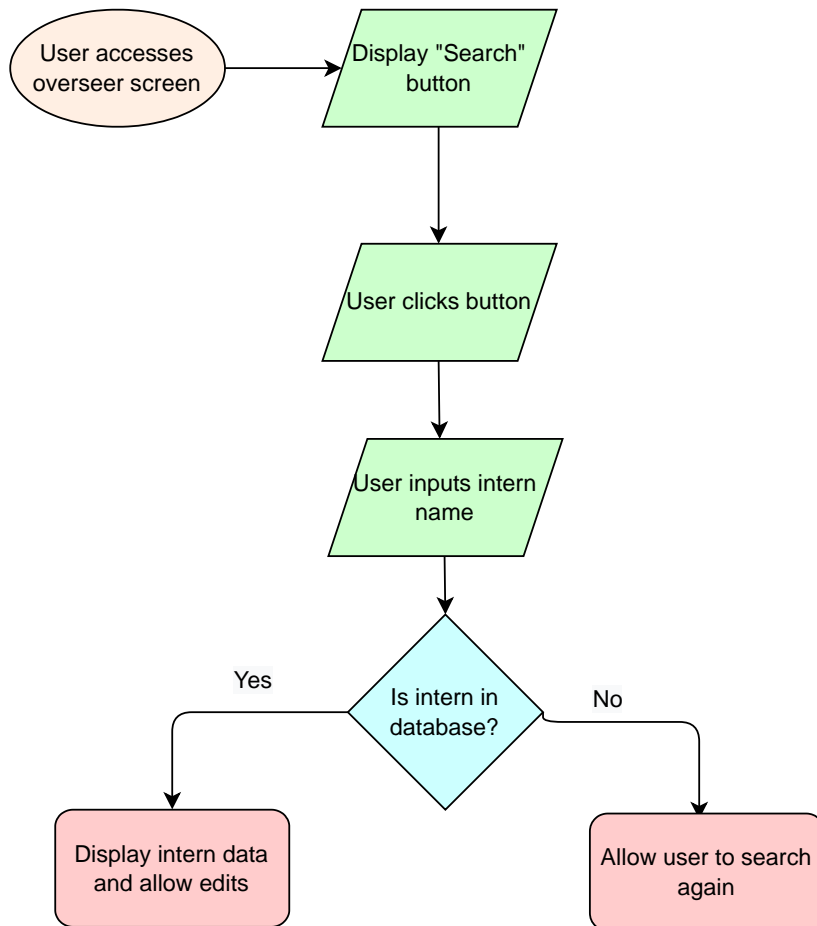 User accesses
overseer screen
Display "Search"
button
User clicks button
User inputs intern
name
Is intern in
database?
Yes
No
Display intern data
and allow edits
Allow user to search
again